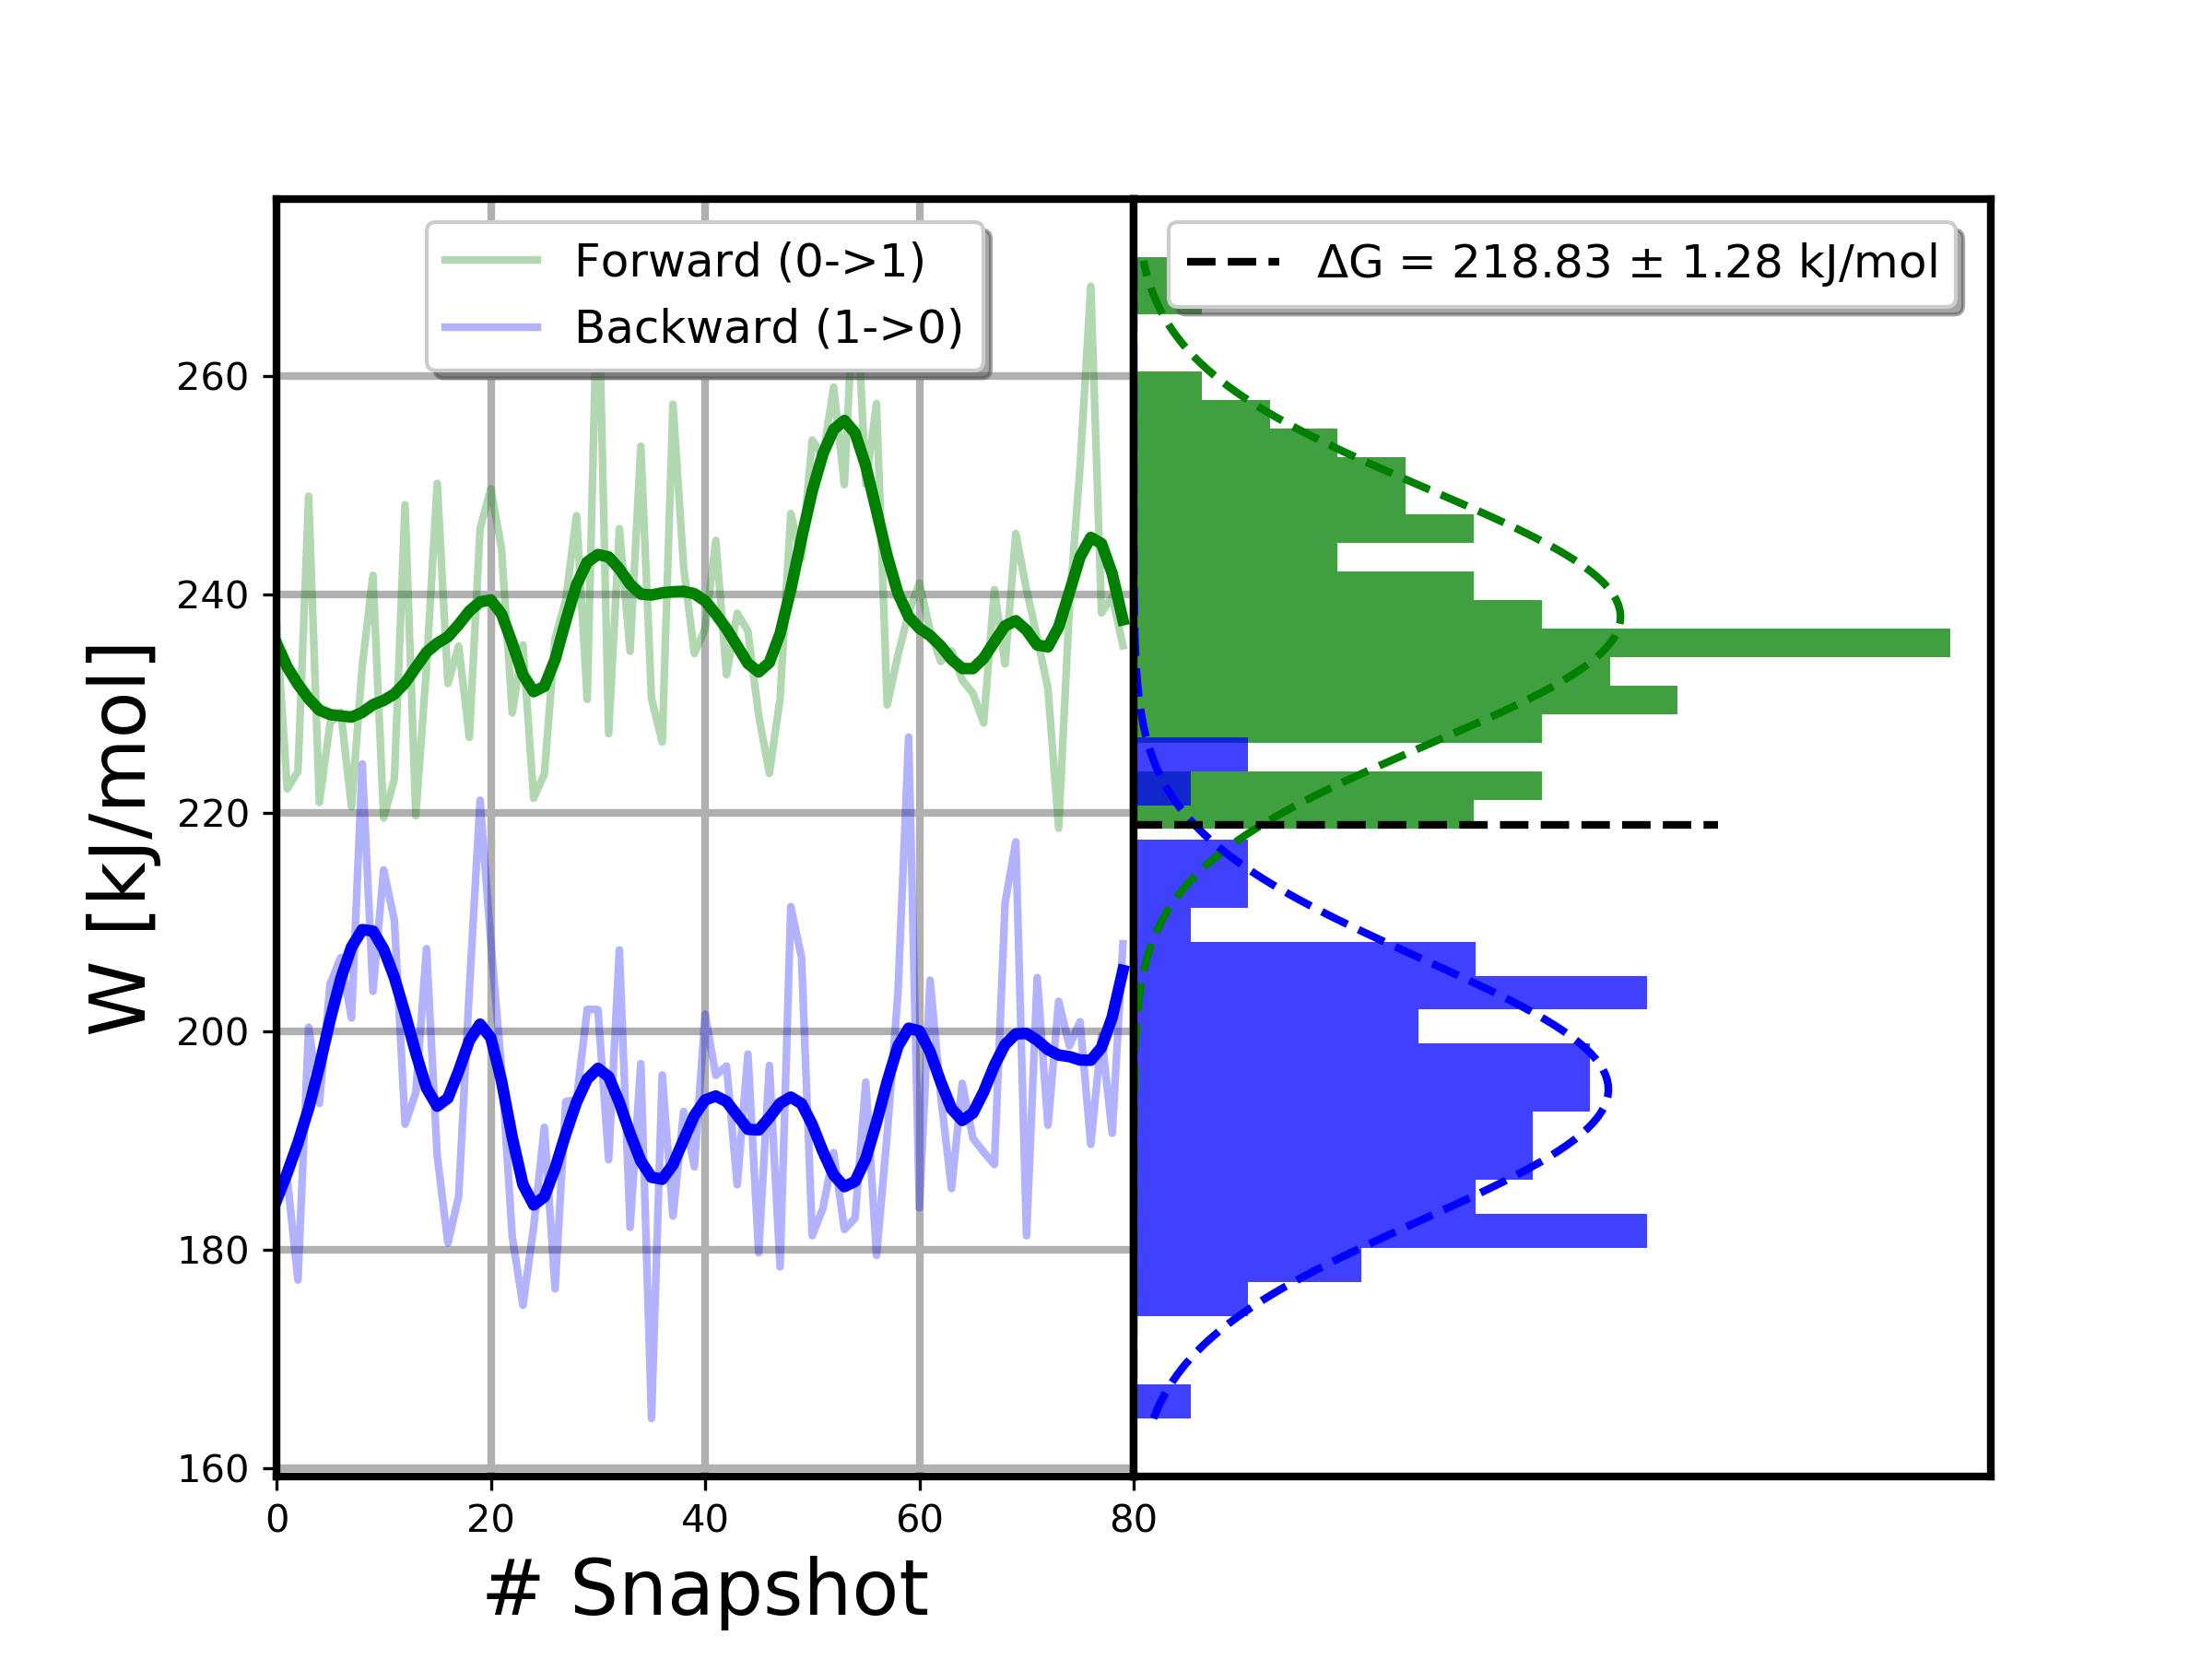 Forward (0->1)
Backward (1->0)
ΔG = 218.83 ± 1.28 kJ/mol
W [kJ/mol]
260
240
220
200
180
160
0 20 40 60 80
# Snapshot